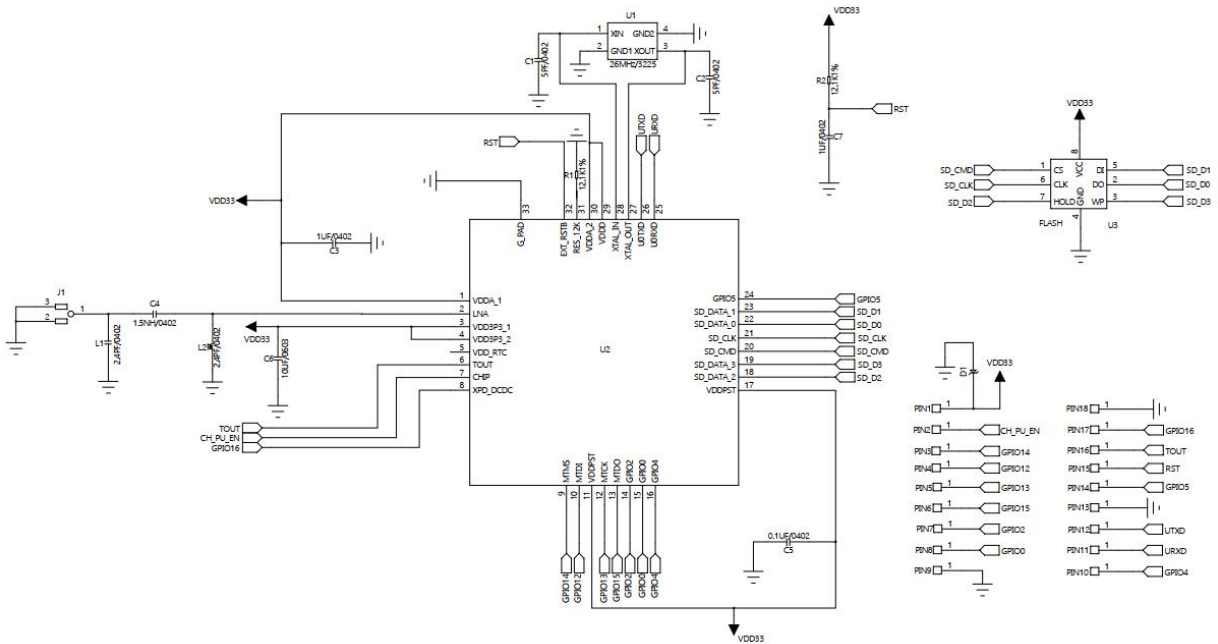 U1
1 XIN GND2 4
2 GND1 XOUT 3
26MHz/3225
C1
5PF/0402
C2
5PF/0402
VDD33
R2
12,1K1%
RST
1UF/0402
C7
VDD33
8
SD_CMD 1 CS VCC DI 5 SD_D1
SD_CLK 6 CLK DO 2 SD_D0
SD_D2 7 HOLD GND WP 3 SD_D3
FLASH 4 U3
UTXD
URXD
RST
R1
12,1K1%
VDD33
33
32
31
30
29
28
27
26
25
G_PAD
EXT_RSTB
RES_12K
VDDA_2
VDDD
XTAL_IN
XTAL_OUT
U0TXD
U0RXD
1UF/0402
C3
J1
3
2
1
C4
1.5NH/0402
L1
2,4PF/0402
L2
2,4PF/0402
VDD33
C6
10UF/0603
1 VDDA_1
2 LNA
3 VDD3P3_1
4 VDD3P3_2
5 VDD_RTC
6 TOUT
7 CHIP
8 XPD_DCDC
U2
TOUT
CH_PU_EN
GPIO16
GPIO5 24 GPIO5
SD_DATA_1 23 SD_D1
SD_DATA_0 22 SD_D0
SD_CLK 21 SD_CLK
SD_CMD 20 SD_CMD
SD_DATA_3 19 SD_D3
SD_DATA_2 18 SD_D2
VDDPST 17
MTMS
MTDI
VDDPST
MTCK
MTDO
GPIO2
GPIO0
GPIO4
9
10
11
12
13
14
15
16
GPIO14
GPIO12
GPIO13
GPIO15
GPIO2
GPIO0
GPIO4
0.1UF/0402
C5
VDD33
D1
VDD33
PIN1 1
PIN2 1 CH_PU_EN
PIN3 1 GPIO14
PIN4 1 GPIO12
PIN5 1 GPIO13
PIN6 1 GPIO15
PIN7 1 GPIO2
PIN8 1 GPIO0
PIN9 1
PIN18 1
PIN17 1 GPIO16
PIN16 1 TOUT
PIN15 1 RST
PIN14 1 GPIO5
PIN13 1
PIN12 1 UTXD
PIN11 1 URXD
PIN10 1 GPIO4